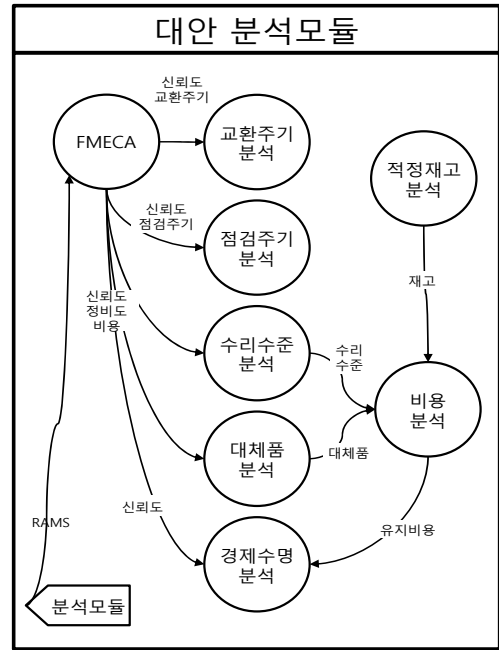 대안 분석모듈
신뢰도
교환주기
FMECA
교환주기
분석
적정재고
분석
신뢰도
점검주기
점검주기
분석
재고
신뢰도
정비도
비용
수리수준
분석
수리
수준
비용
분석
대체품
분석
대체품
신뢰도
RAMS
유지비용
경제수명
분석
분석모듈